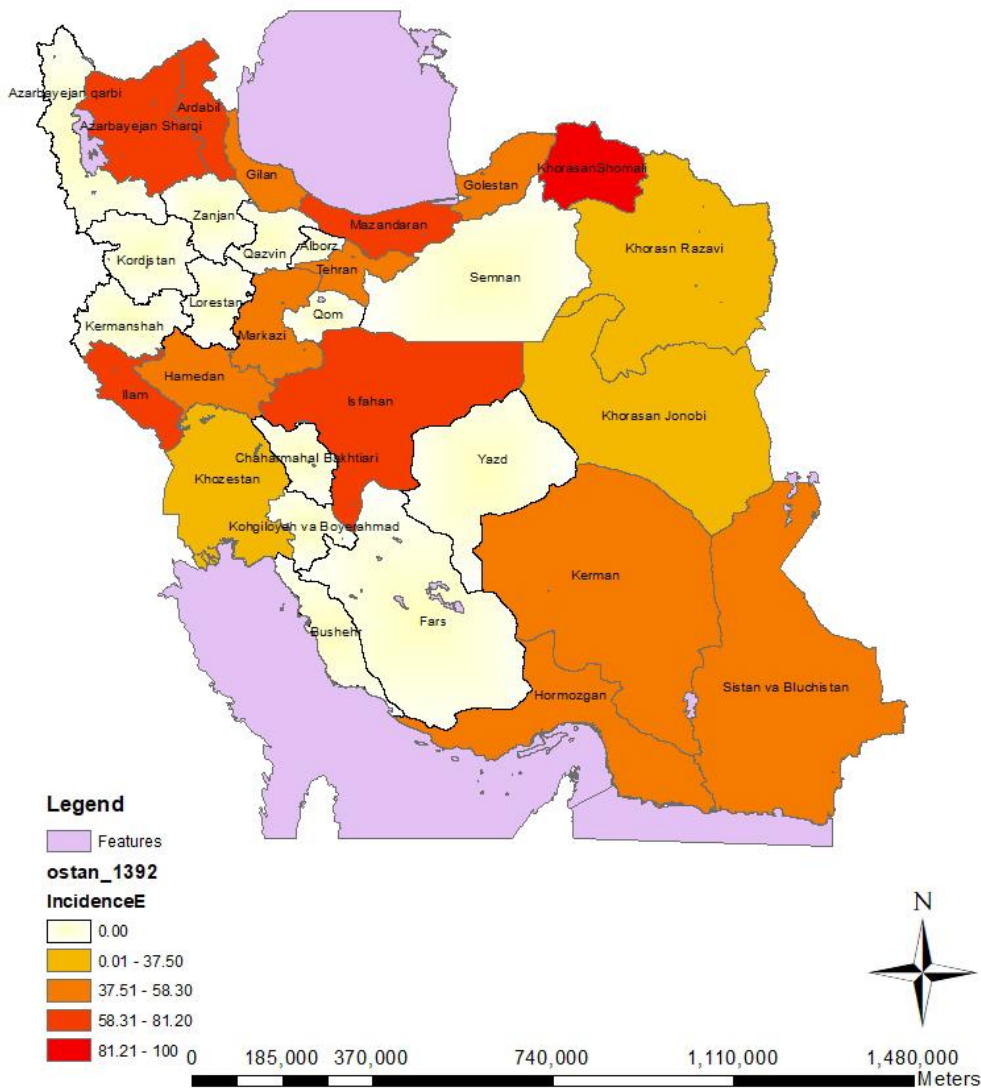 Azarbayejan qarbi
Ardabil
Azarbayejan Sharqi
Gilan
KhorasanShomali
Golestan
Zanjan
Mazandaran
Qazvin
Alborz
Khorasn Razavi
Kordjstan
Tehran
Semnan
Lorestan
Qom
Kermanshah
Markazi
Hamedan
Ilam
Isfahan
Khorasan Jonobi
Chaharmahal Bakhtiari
Yazd
Khozestan
Kohgiloyeh va Boyerahmad
Kerman
Fars
Bushehr
Sistan va Bluchistan
Hormozgan
Legend
Features
ostan_1392
IncidenceE
0.00
0.01 - 37.50
37.51 - 58.30
58.31 - 81.20
81.21 - 100
N
0 185,000 370,000 740,000 1,110,000 1,480,000
Meters